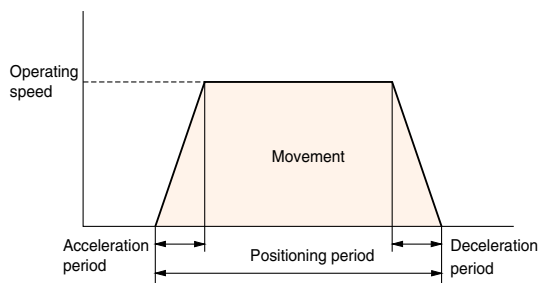 Operating
speed
Movement
Acceleration
period
Positioning period
Deceleration
period